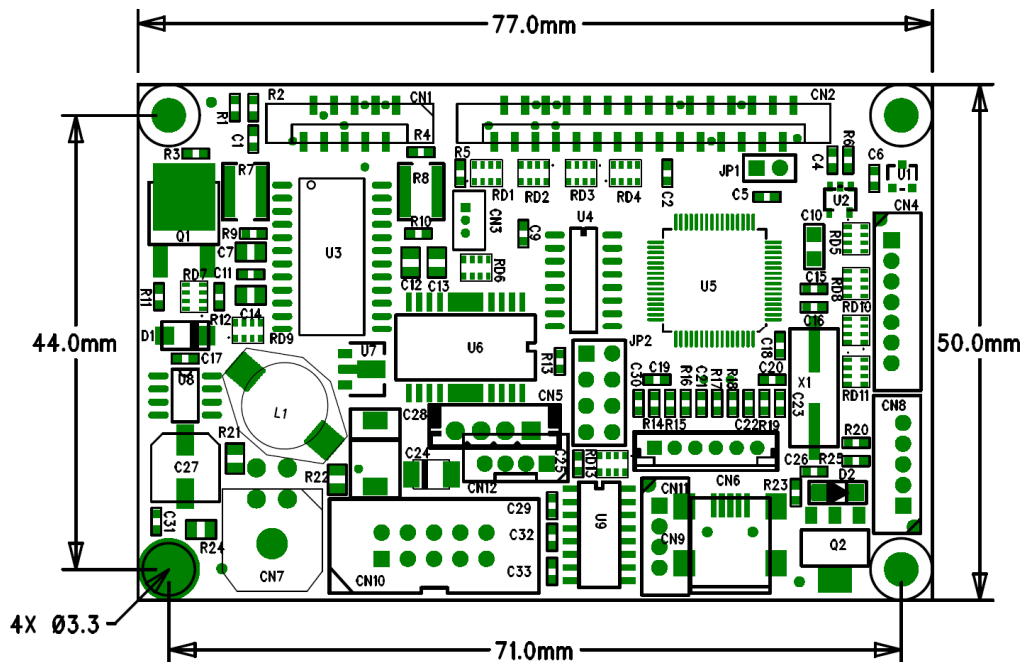 77.0mm
R1
R2
CN1
CN2
C1
R4
R3
R5
JP1
C4
R6
C6
U1
R7
R8
RD1
RD2
RD3
RD4
C2
C5
U2
CN4
Q1
R9
R10
CN3
U4
C9
C10
RD5
C7
U3
RD7
C11
C12
C13
RD6
U5
C15
RD8
R11
R12
C14
C16
RD10
44.0mm
D1
RD9
U7
U6
JP2
C18
50.0mm
C17
R13
RD11
U8
C30
C19
R16
C21
R17
R18
C20
X1
L1
C28
CN5
R14
R15
C22
R19
C23
CN8
R21
R20
C27
C24
C25
RD13
C26
R25
R22
CN12
CN11
CN6
R23
D2
C31
R24
C29
C32
U9
CN9
Q2
CN7
CN10
C33
4X Ø3.3
71.0mm